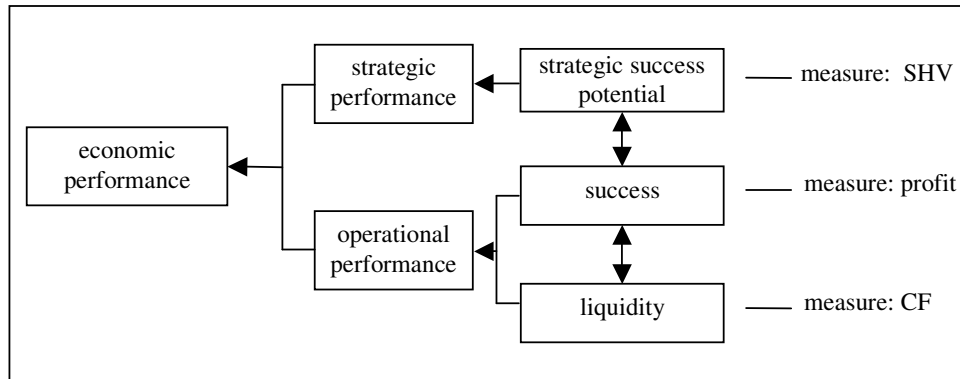 strategic
performance
strategic success
potential
measure: SHV
economic
performance
success
measure: profit
operational
performance
liquidity
measure: CF